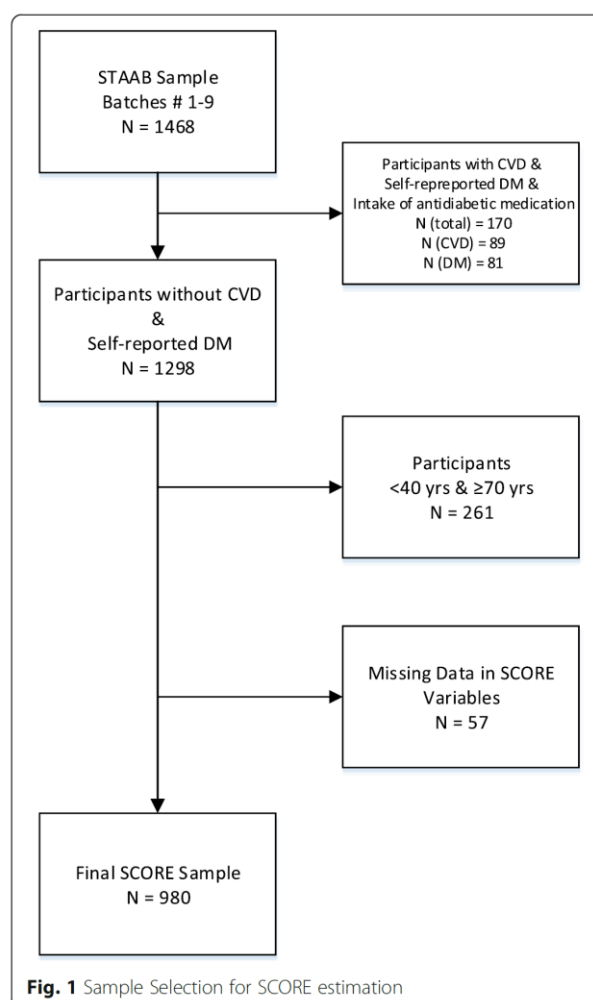 STAAB Sample
Batches # 1-9
N = 1468
Participants with CVD &
Self-repreported DM &
Intake of antidiabetic medication
N (total) = 170
N (CVD) = 89
N (DM) = 81
Participants without CVD
&
Self-reported DM
N = 1298
Participants
<40 yrs & ≥70 yrs
N = 261
Missing Data in SCORE
Variables
N = 57
Final SCORE Sample
N = 980
Fig. 1 Sample Selection for SCORE estimation